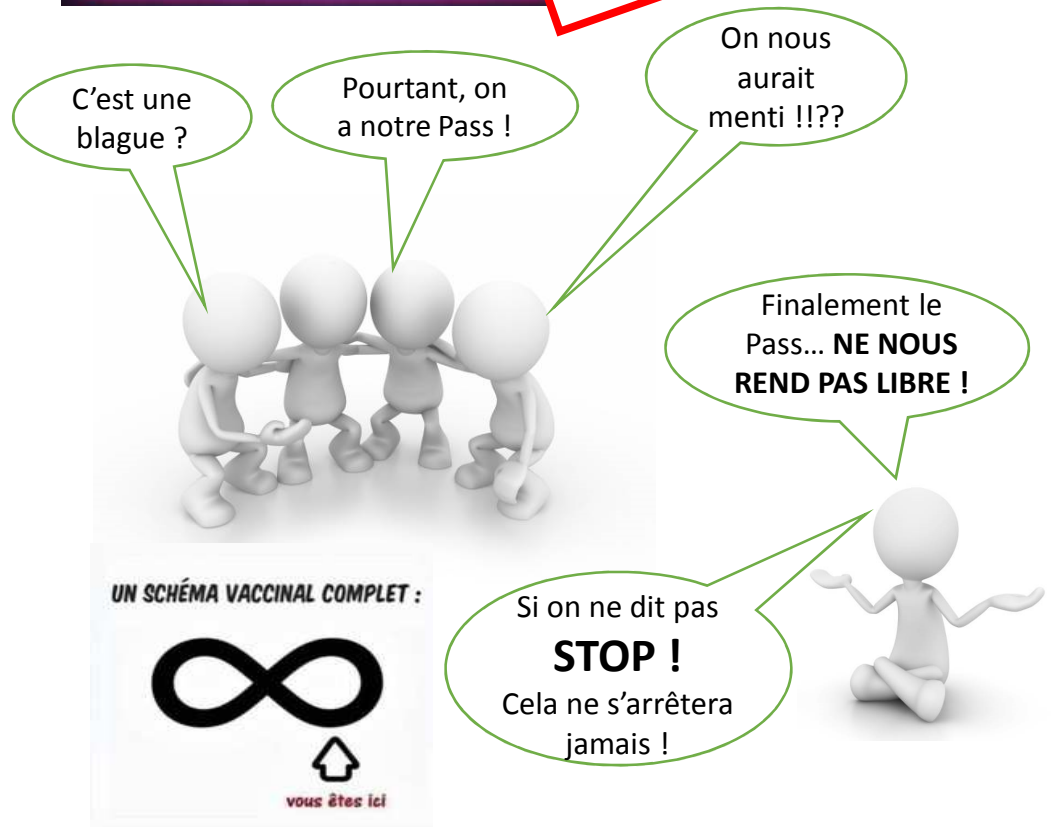 C’est une
blague ?
Pourtant, on
a notre Pass !
On nous
aurait
menti !!??
Finalement le
Pass… NE NOUS
REND PAS LIBRE !
Si on ne dit pas
STOP !
Cela ne s’arrêtera
jamais !
UN SCHÉMA VACCINAL COMPLET :
vous êtes ici